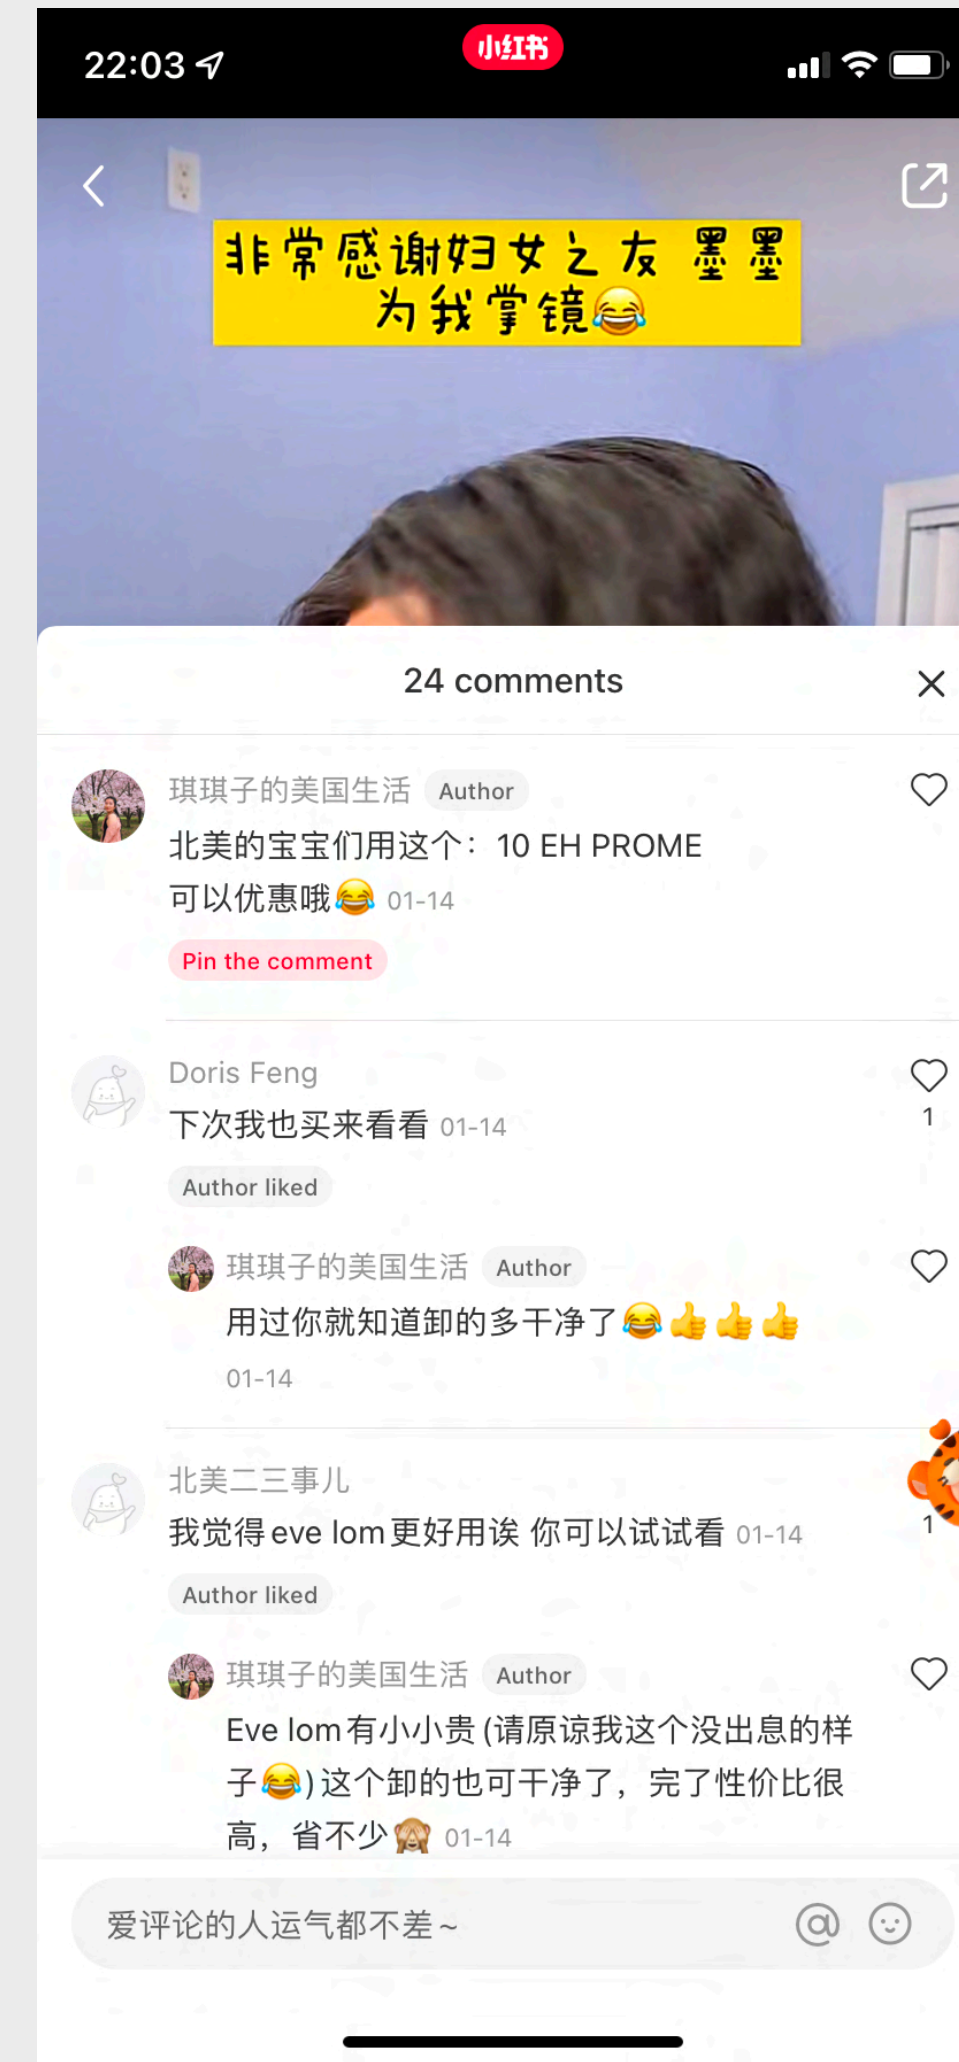 22:03
小红书
非常感谢妇女之友 墨墨
为我掌镜😂
24 comments
琪琪子的美国生活 Author
北美的宝宝们用这个：10 EH PROME
可以优惠哦😂 01-14
Pin the comment
Doris Feng
1
下次我也买来看看 01-14
Author liked
琪琪子的美国生活 Author
用过你就知道卸的多干净了😂👍👍👍
01-14
北美二三事儿
我觉得eve lom更好用诶 你可以试试看 01-14
1
Author liked
琪琪子的美国生活 Author
Eve lom有小小贵(请原谅我这个没出息的样
子😂)这个卸的也可干净了，完了性价比很
高，省不少🙈 01-14
爱评论的人运气都不差~